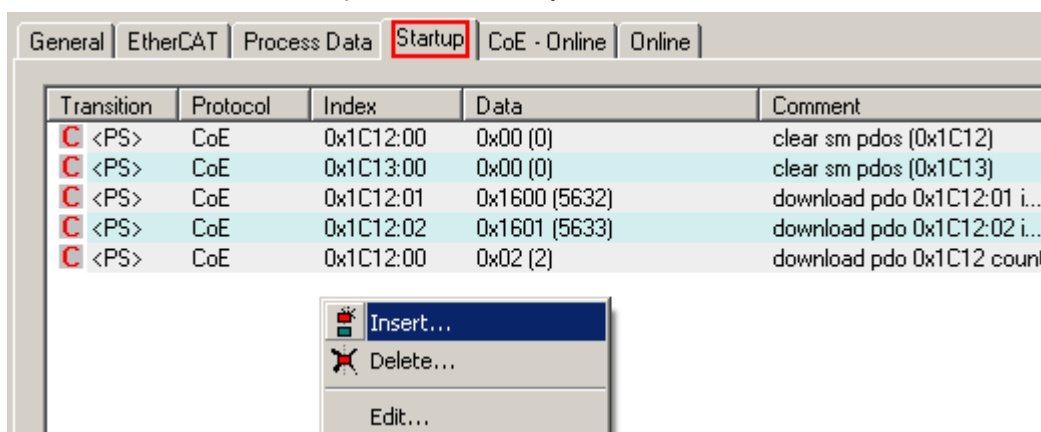 General EtherCAT Process Data Startup CoE - Online Online
Transition Protocol Index Data Comment
C <PS> CoE 0x1C12:00 0x00 (0) clear sm pdos (0x1C12)
C <PS> CoE 0x1C13:00 0x00 (0) clear sm pdos (0x1C13)
C <PS> CoE 0x1C12:01 0x1600 (5632) download pdo 0x1C12:01 i...
C <PS> CoE 0x1C12:02 0x1601 (5633) download pdo 0x1C12:02 i...
C <PS> CoE 0x1C12:00 0x02 (2) download pdo 0x1C12
Insert...
Delete...
Edit...